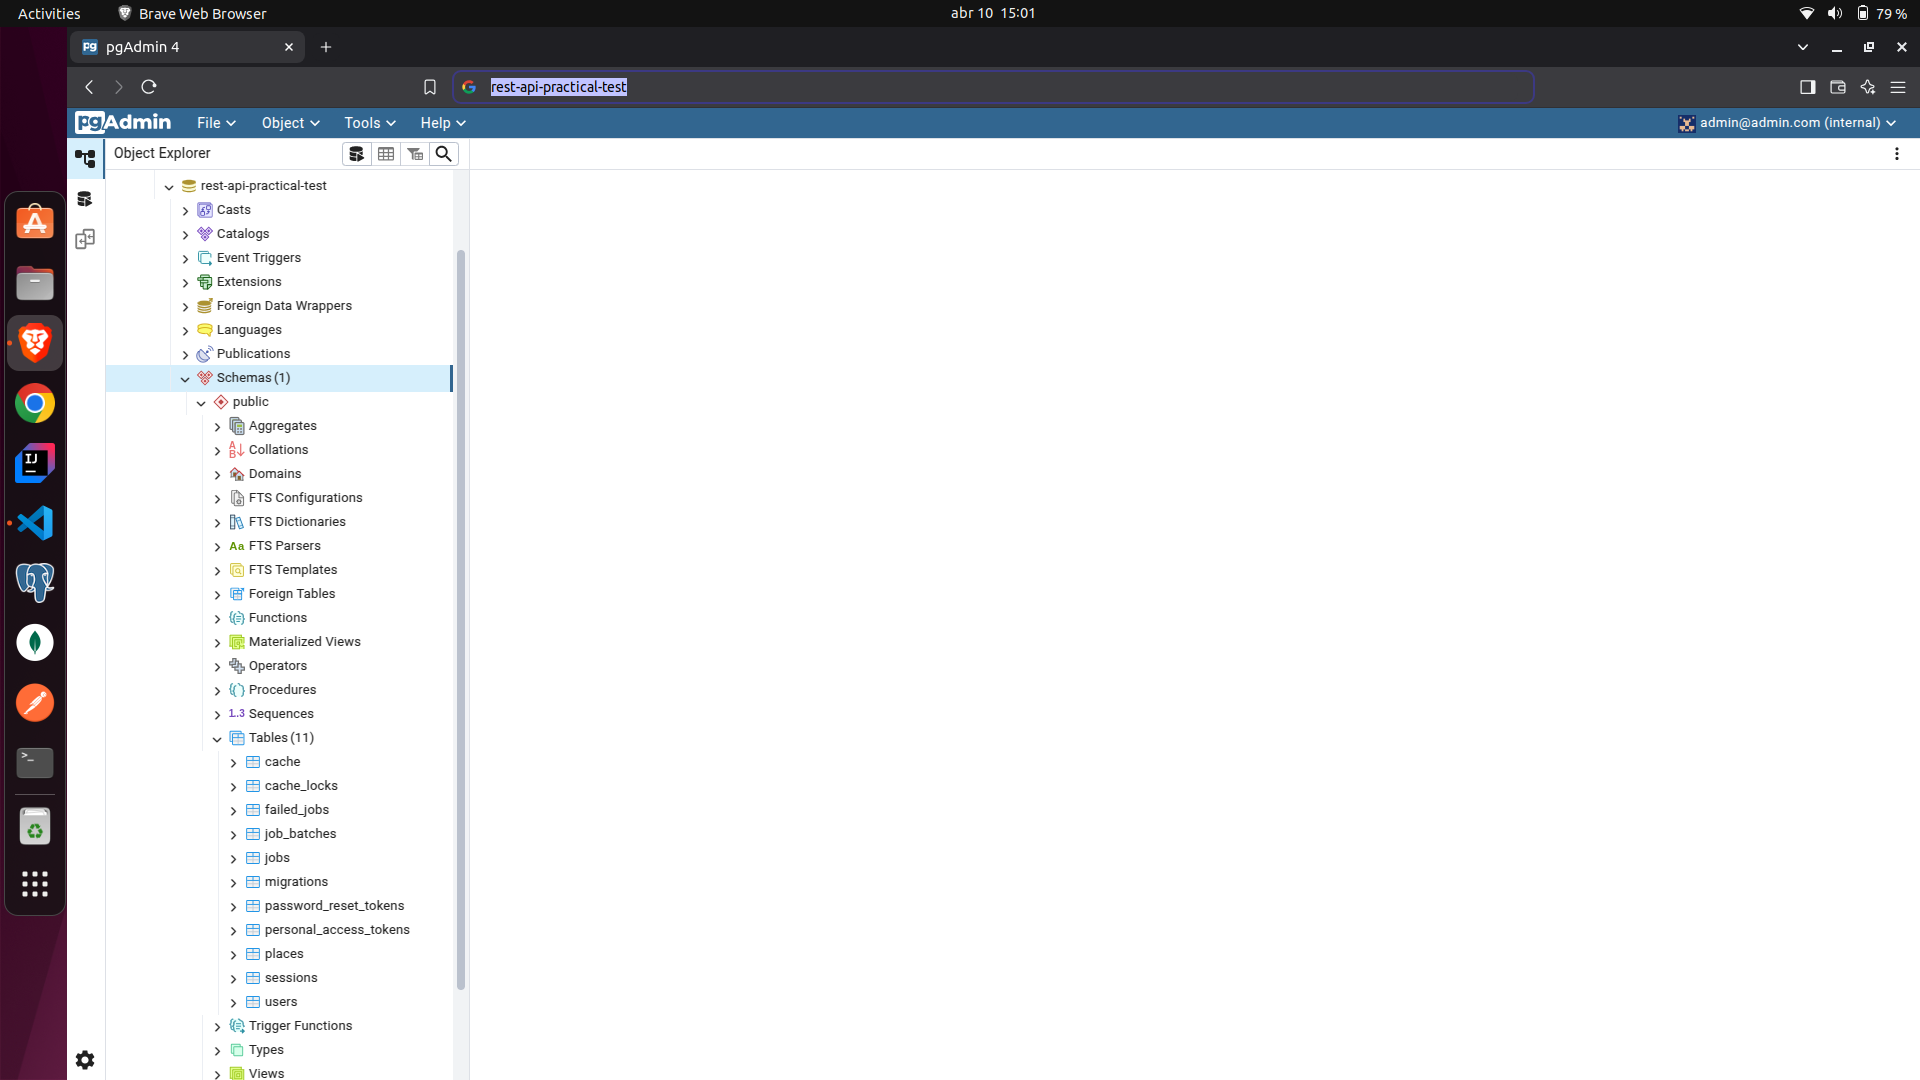 Activities
Brave Web Browser
abr 10 15:01
79 %
pgAdmin 4
rest-api-practical-test
pgAdmin
File
Object
Tools
Help
admin@admin.com (internal)
Object Explorer
rest-api-practical-test
Casts
Catalogs
Event Triggers
Extensions
Foreign Data Wrappers
Languages
Publications
Schemas (1)
public
Aggregates
Collations
Domains
FTS Configurations
FTS Dictionaries
Aa FTS Parsers
FTS Templates
Foreign Tables
Functions
Materialized Views
Operators
Procedures
1..3 Sequences
Tables (11)
cache
cache_locks
failed_jobs
job_batches
jobs
migrations
password_reset_tokens
personal_access_tokens
places
sessions
users
Trigger Functions
Types
Views